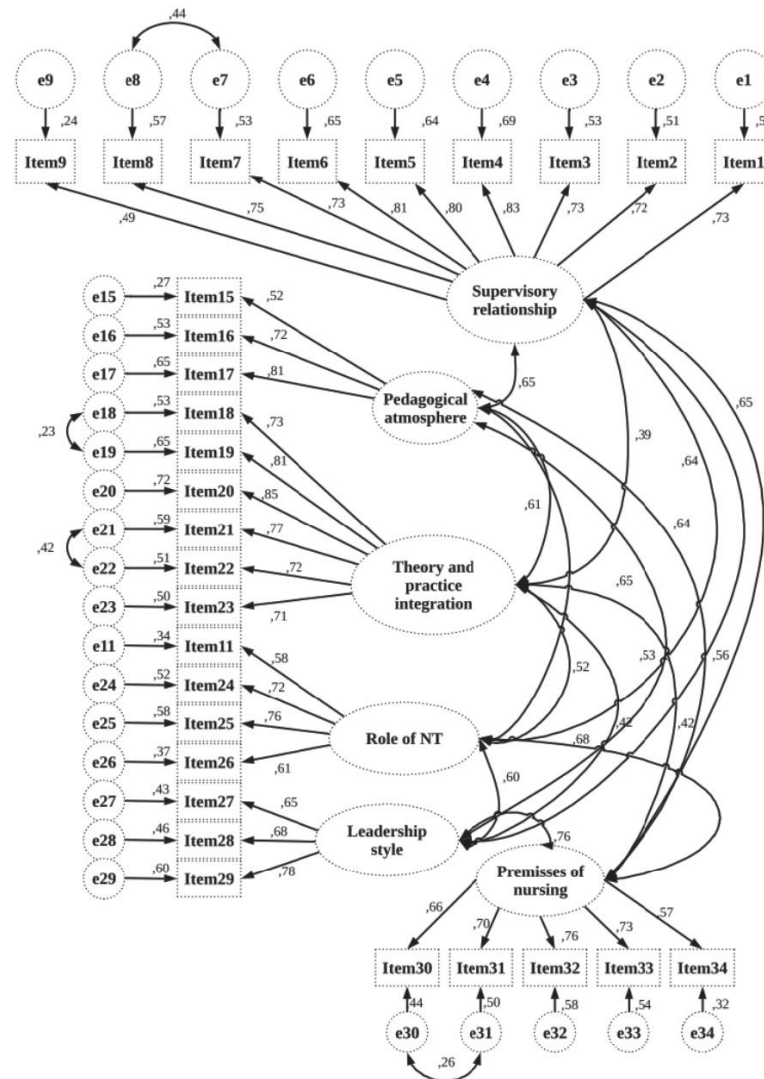 ,44
e9 e8 e7 e6 e5 e4 e3 e2 e1
,24 ,57 ,53 ,65 ,64 ,69 ,53 ,51
Item9 Item8 Item7 Item6 Item5 Item4 Item3 Item2 Item1
,49 ,75 ,73 ,81 ,80 ,83 ,73 ,72 ,73
Supervisory
relationship
e15 ,27 Item15 ,52
e16 ,53 Item16 ,72
e17 ,65 Item17 ,81
Pedagogical
atmosphere
,65 ,39 ,64 ,65
e18 ,53 Item18 ,73
,23
e19 ,65 Item19 ,81
e20 ,72 Item20 ,85
,61 ,64
e21 ,59 Item21 ,77
,42
e22 ,51 Item22 ,72
e23 ,50 Item23 ,71
Theory and
practice
integration
,65
e11 ,34 Item11 ,58
e24 ,52 Item24 ,72
,52 ,53 ,56
e25 ,58 Item25 ,76
e26 ,37 Item26 ,61
Role of NT
,42 ,68 ,42
,60
e27 ,43 Item27 ,65
e28 ,46 Item28 ,68
e29 ,60 Item29 ,78
Leadership
style
,76
Premisses of
nursing
,66 ,70 ,76 ,73 ,57
Item30 Item31 Item32 Item33 Item34
,44 ,50 ,58 ,54 ,32
e30 e31 e32 e33 e34
,26